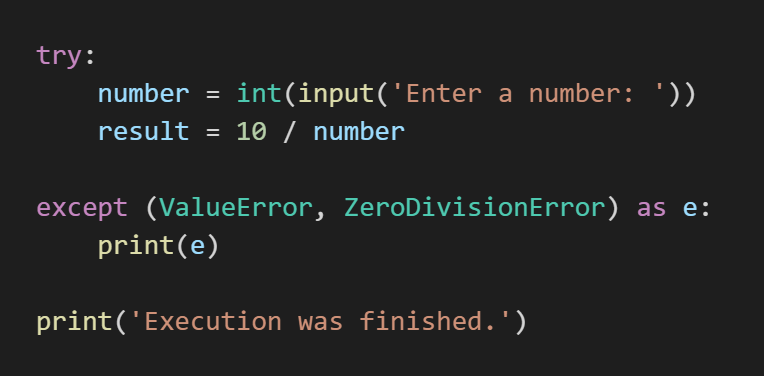 try:
    number = int(input('Enter a number: '))
    result = 10 / number

except (ValueError, ZeroDivisionError) as e:
    print(e)

print('Execution was finished.')